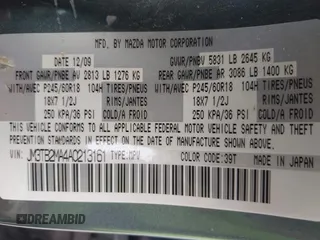 MFD. BY MAZDA MOTOR CORPORATION
DATE 12/09 GVWR/PNBV 5831 LB 2645 KG
FRONT GAWR/PNBE AV 2813 LB 1276 KG REAR GAWR/PNBE AR 3086 LB 1400 KG
WITH/AVEC P245/60R18 104H TIRES/PNEUS WITH/AVEC P245/60R18 104H TIRES/PNEUS
18X7 1/2J RIMS/JANTES 18X7 1/2J RIMS/JANTES
250 KPA/36 PSI COLD/A FROID 250 KPA/36 PSI COLD/A FROID
THIS VEHICLE CONFORMS TO ALL APPLICABLE FEDERAL MOTOR VEHICLE SAFETY, BUMPER AND THEFT PREVENTION STANDARDS IN EFFECT
ON THE DATE OF MANUFACTURE SHOWN ABOVE.
VIN: JM3TB2MA4A0213161 TYPE:MPV COLOR CODE: 39T MADE IN JAPAN